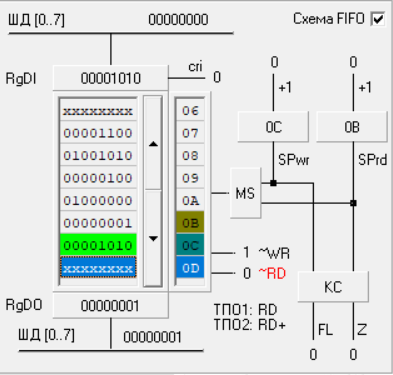 ШД [0..7] 00000000 Схема FIFO
RgDI 00001010 cri 0 0 0
+1 +1
xxxxxxxx 06
00001100 07 0C 0B
01001010 08
00000100 09 SPwr SPrd
01000000 0A MS
00000001 0B
00001010 0C 1 ~WR
xxxxxxxx 0D 0 ~RD КС
RgDO 00000001 ТПО1: RD
ТПО2: RD+ FL Z
ШД [0..7] 00000001 0 0